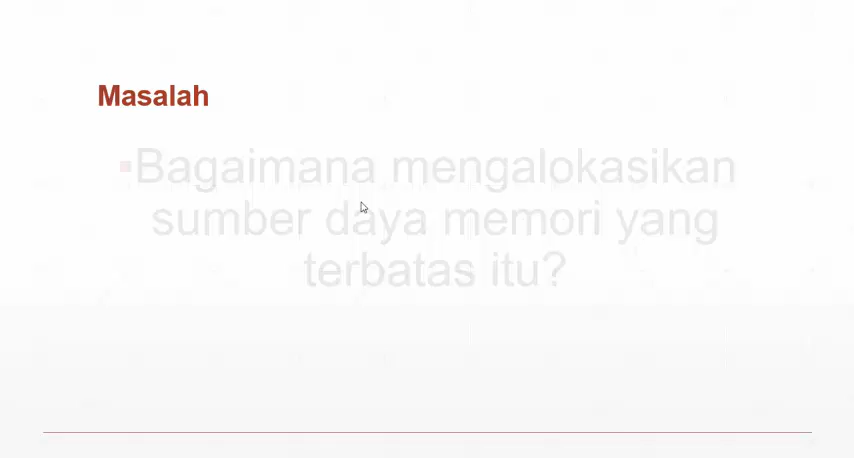 Masalah
▪Bagaimana mengalokasikan
sumber daya memori yang
terbatas itu?